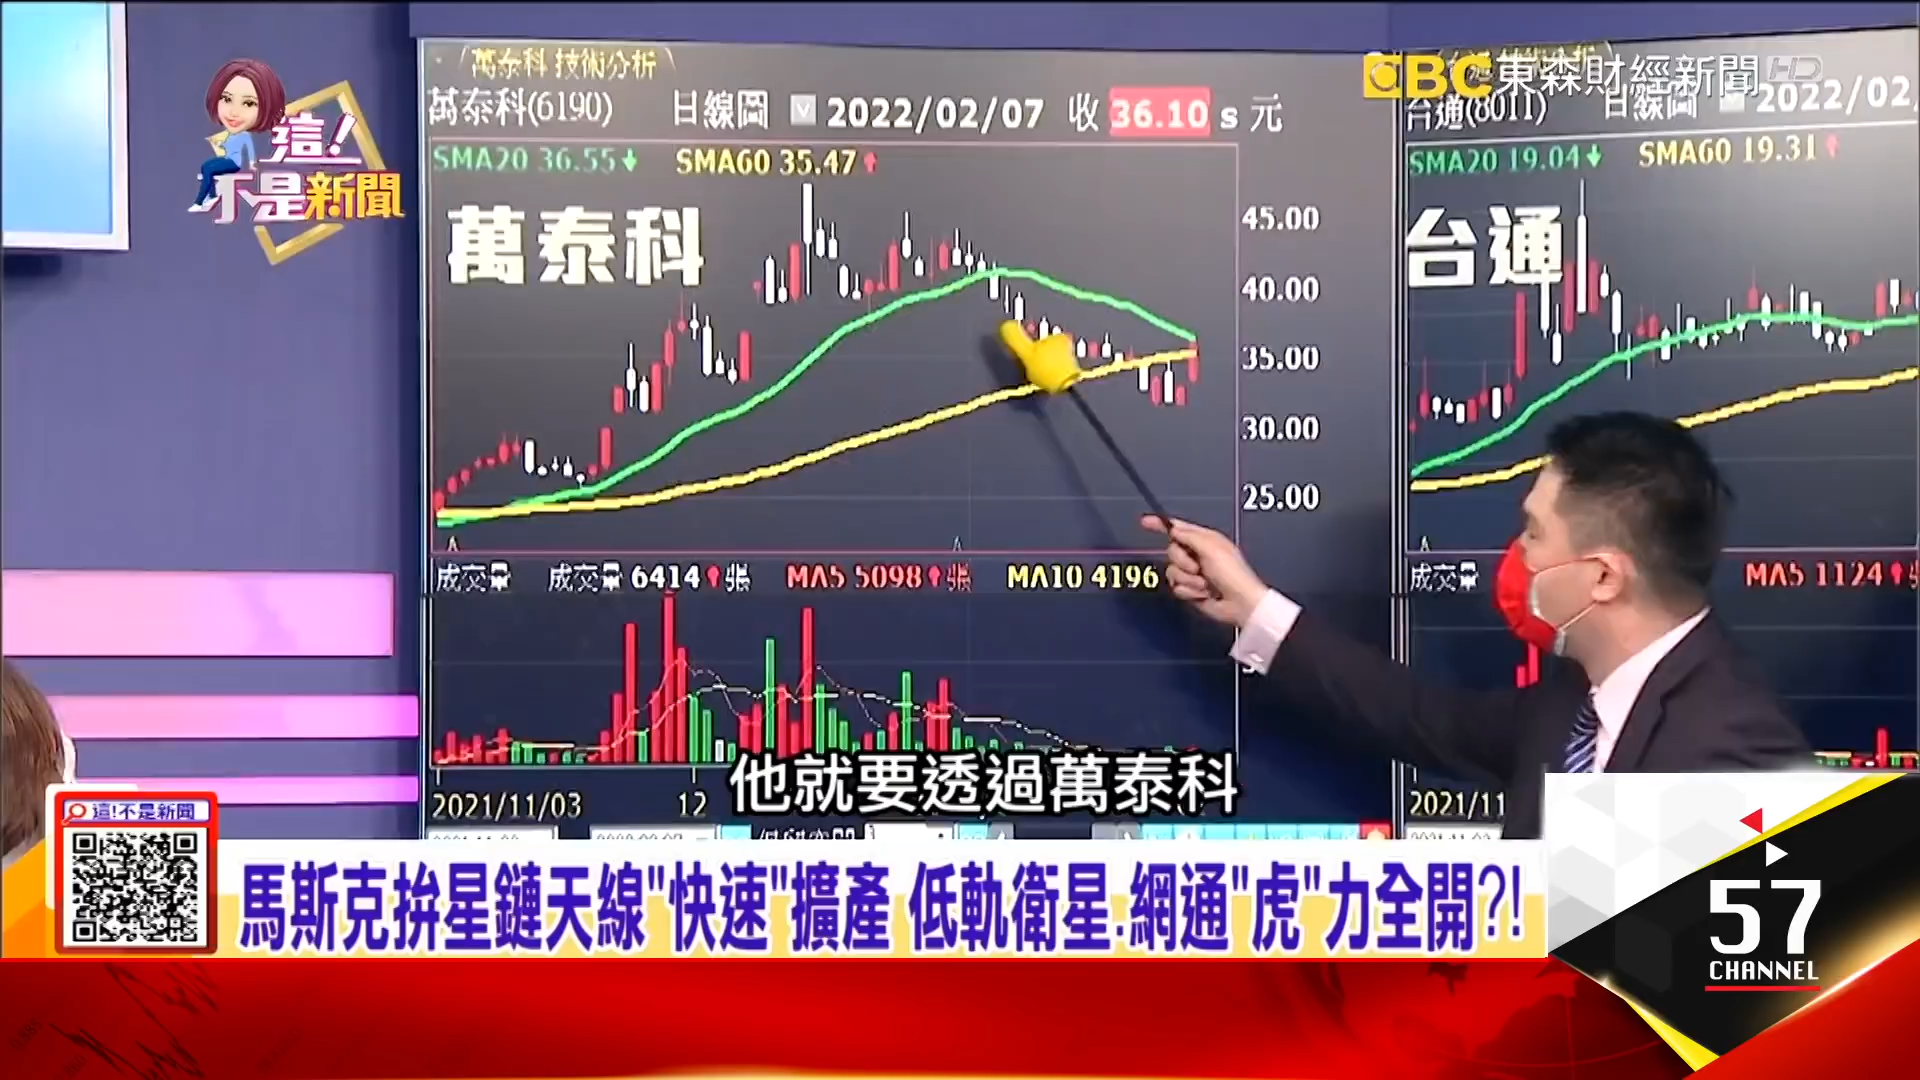 萬泰科 技術分析
萬泰科(6190) 日線圖 2022/02/07 收 36.10 s 元
SMA20 36.55↓ SMA60 35.47↑
萬泰科
45.00
40.00
35.00
30.00
25.00
成交量 成交量 6414↑張 MA5 5098↑張 MA10 4196
2021/11/03 12
EBC 東森財經新聞 HD
台通(8011) 日線圖 2022/02
SMA20 19.04↓ SMA60 19.31↑
台通
成交量 MA5 1124↑
2021/11
這!
不是新聞
他就要透過萬泰科
這!不是新聞
馬斯克拚星鏈天線"快速"擴產 低軌衛星.網通"虎"力全開?!
57
CHANNEL